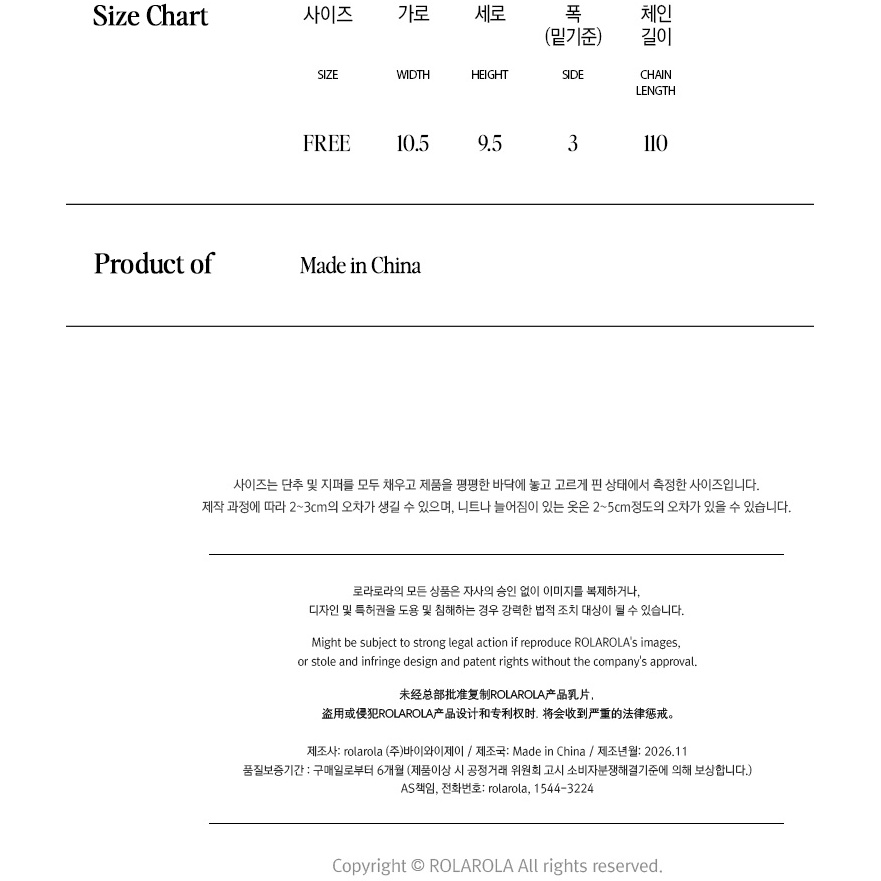 Size Chart
사이즈 가로 세로 폭 체인
(밑기준) 길이
SIZE WIDTH HEIGHT SIDE CHAIN
LENGTH
FREE 10.5 9.5 3 110
Product of Made in China
사이즈는 단추 및 지퍼를 모두 채우고 제품을 평평한 바닥에 놓고 고르게 핀 상태에서 측정한 사이즈입니다.
제작 과정에 따라 2~3cm의 오차가 생길 수 있으며, 니트나 늘어짐이 있는 옷은 2~5cm정도의 오차가 있을 수 있습니다.
로라로라의 모든 상품은 자사의 승인 없이 이미지를 복제하거나,
디자인 및 특허권을 도용 및 침해하는 경우 강력한 법적 조치 대상이 될 수 있습니다.
Might be subject to strong legal action if reproduce ROLAROLA's images,
or stole and infringe design and patent rights without the company's approval.
未经总部批准复制ROLAROLA产品乳片,
盗用或侵犯ROLAROLA产品设计和专利权时, 将会收到严重的法律惩戒。
제조사: rolarola (주)바이와이제이 / 제조국: Made in China / 제조년월: 2026.11
품질보증기간 : 구매일로부터 6개월 (제품이상 시 공정거래 위원회 고시 소비자분쟁해결기준에 의해 보상합니다.)
AS책임, 전화번호: rolarola, 1544-3224
Copyright © ROLAROLA All rights reserved.